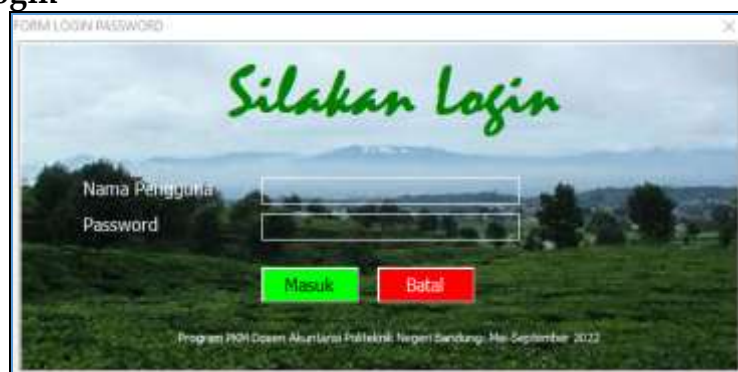 ogin
FORM LOGIN PASSWORD
Silakan Login
Nama Pengguna
Password
Masuk Batal
Program PKM Dosen Akuntansi Politeknik Negeri Bandung: Mei-September 2022